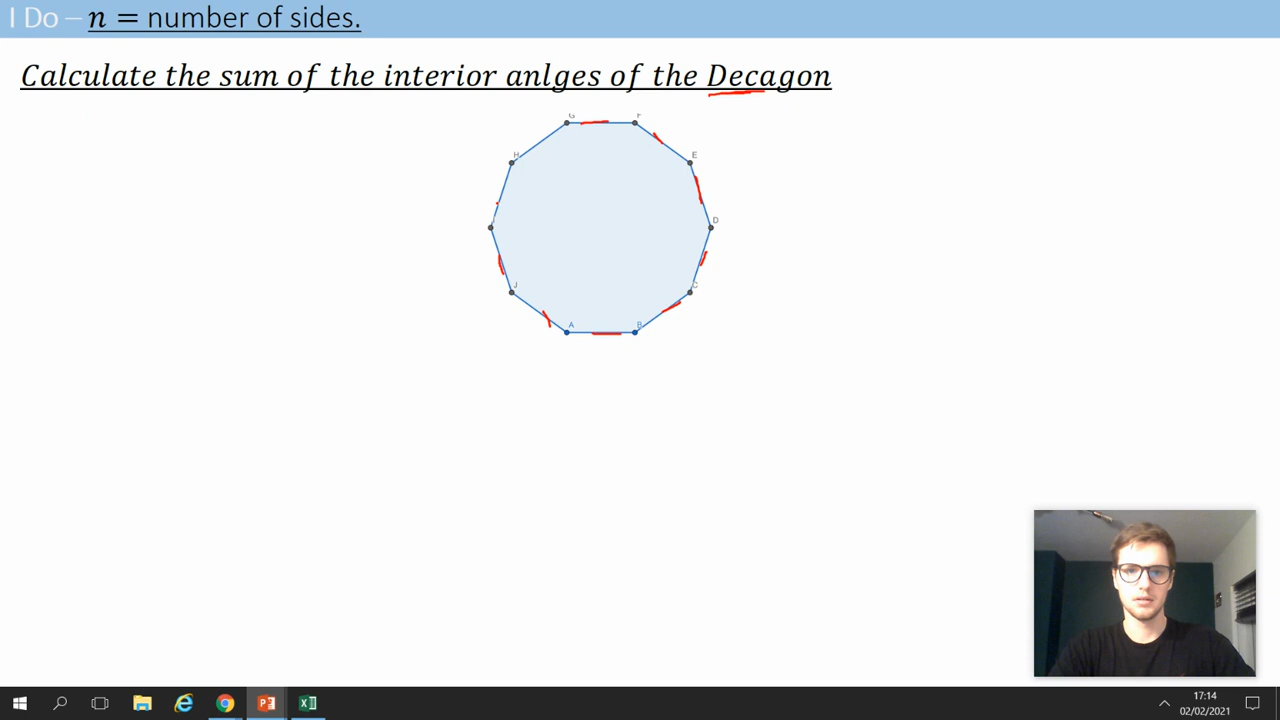 I Do – n = number of sides.
Calculate the sum of the interior anlges of the Decagon
G F
H E
D
J C
A B
17:14
02/02/2021